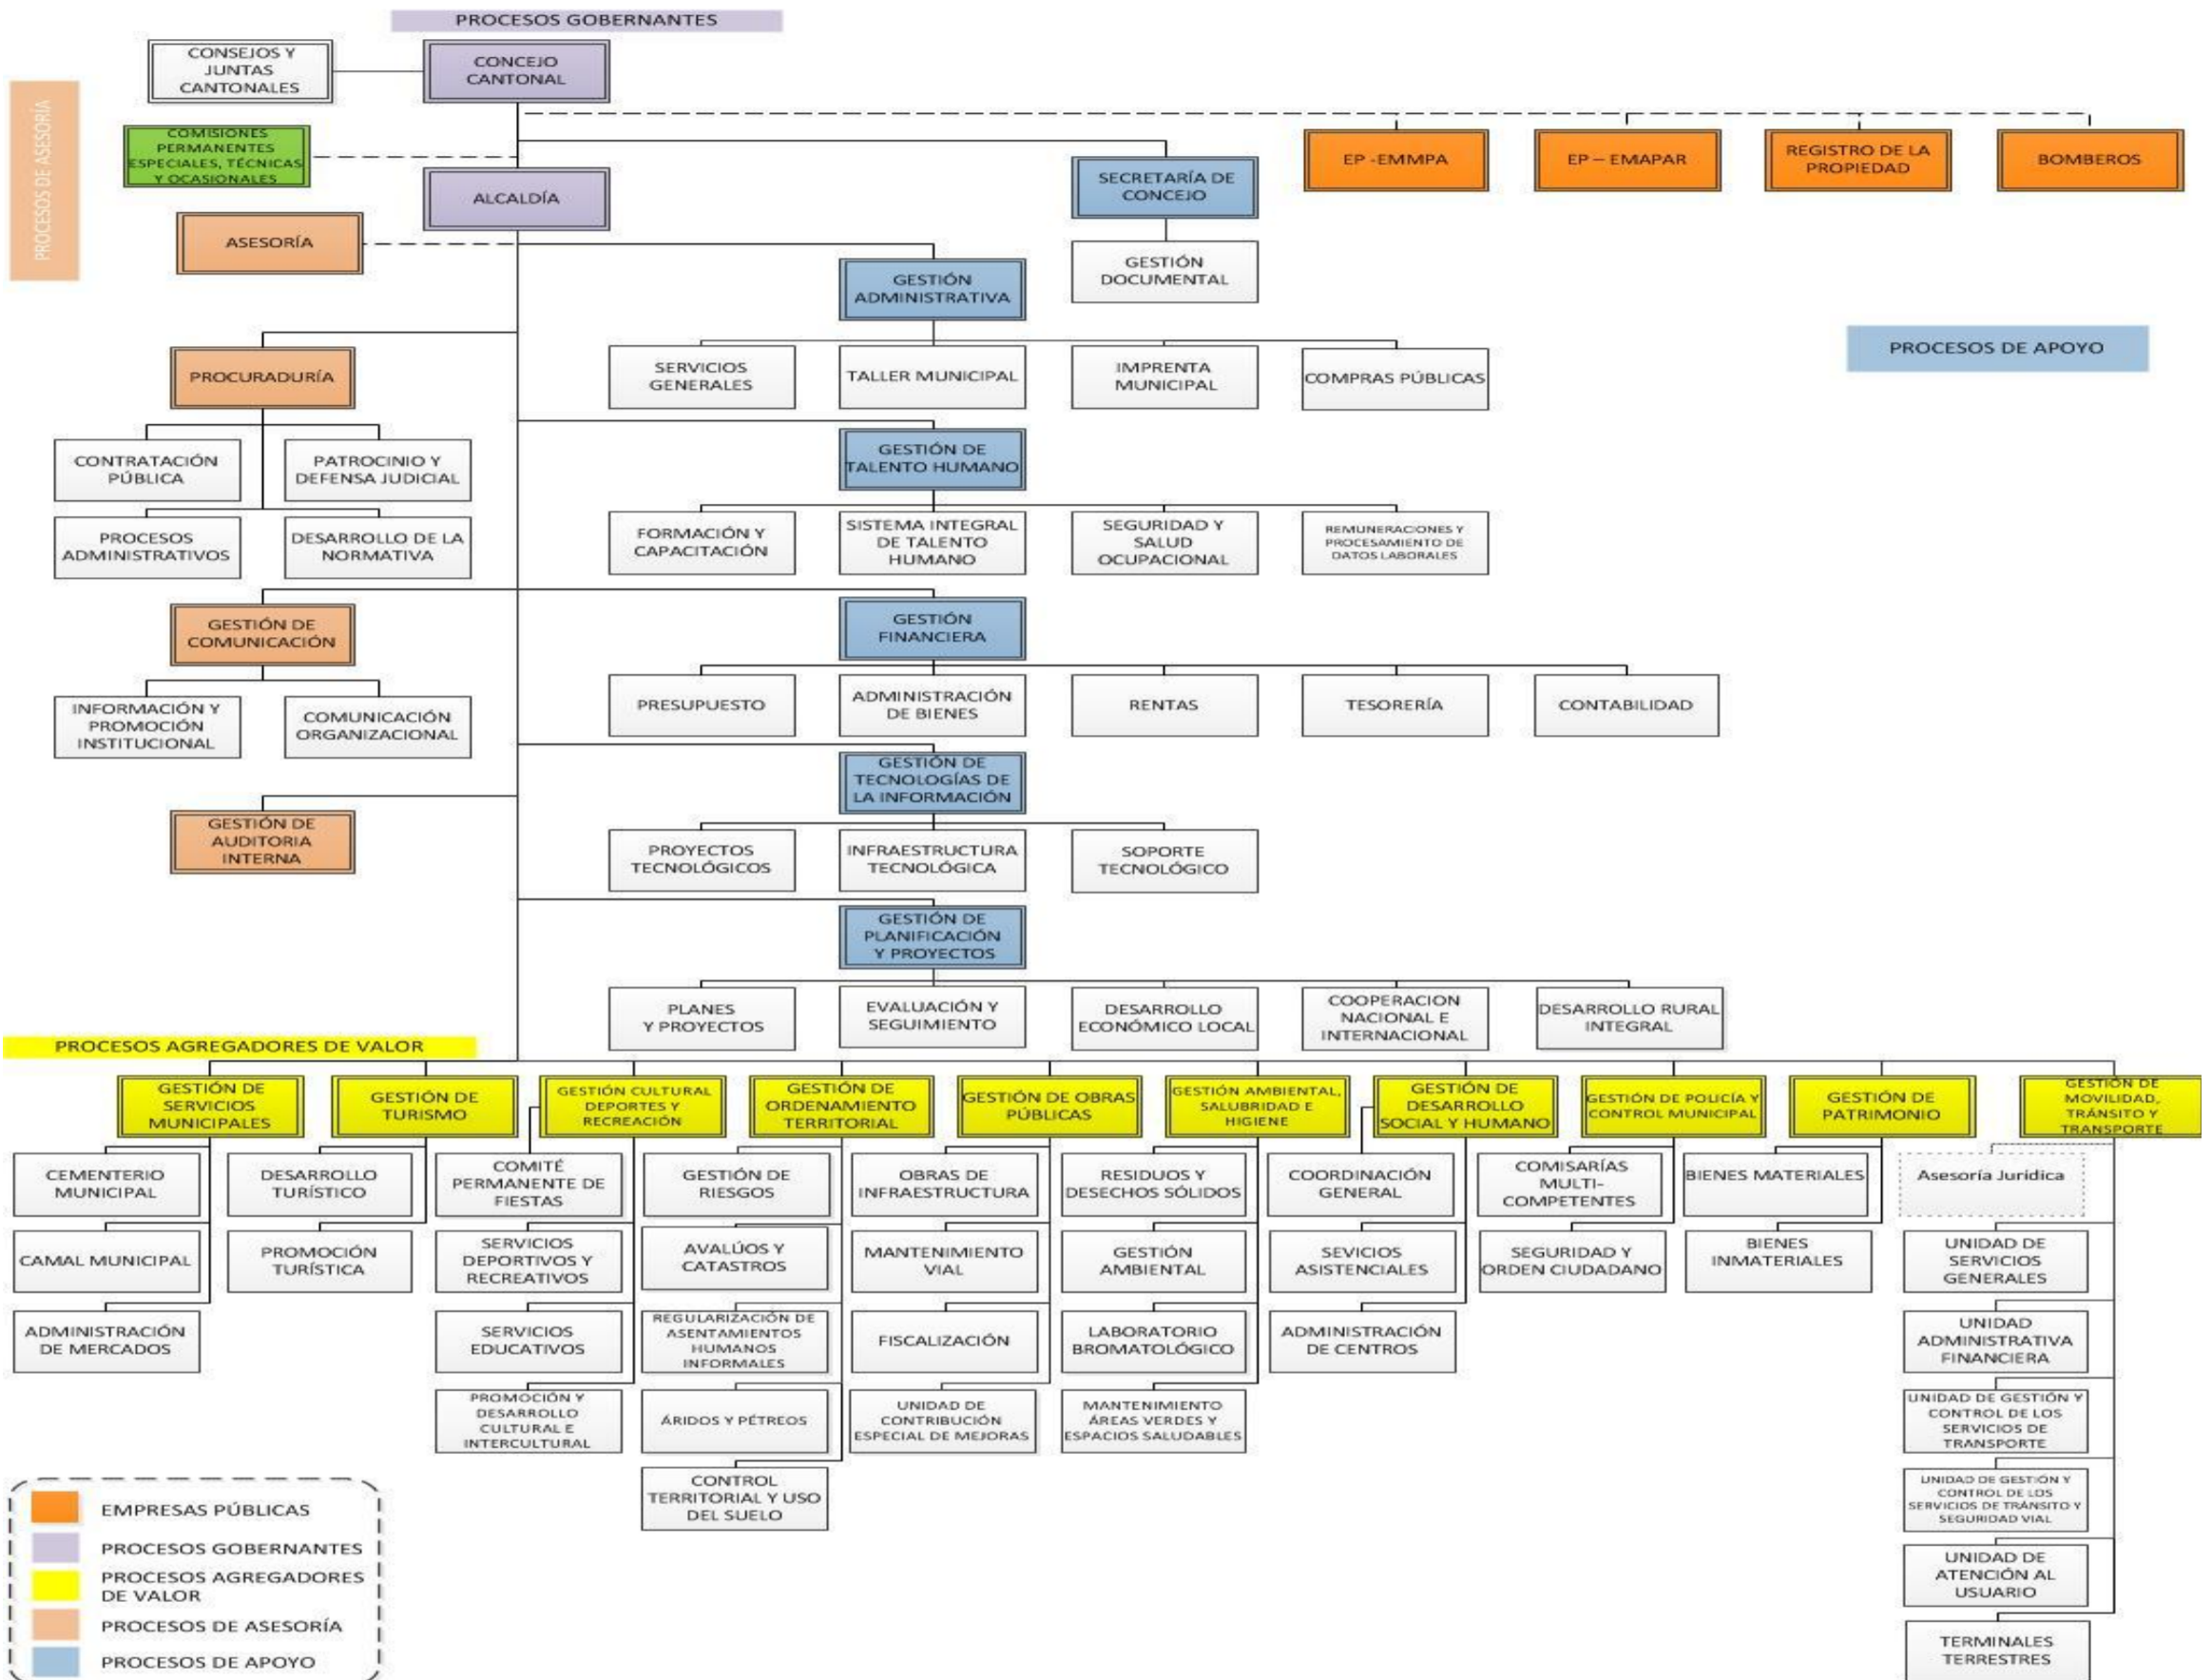 PROCESOS GOBERNANTES
CONSEJOS Y
JUNTAS
CANTONALES
CONCEJO
CANTONAL
PROCESOS DE ASESORÍA
COMISIONES
PERMANENTES
ESPECIALES, TÉCNICAS
Y OCASIONALES
EP -EMMPA
EP – EMAPAR
REGISTRO DE LA
PROPIEDAD
BOMBEROS
ALCALDÍA
SECRETARÍA DE
CONCEJO
ASESORÍA
GESTIÓN
DOCUMENTAL
GESTIÓN
ADMINISTRATIVA
PROCESOS DE APOYO
PROCURADURÍA
SERVICIOS
GENERALES
TALLER MUNICIPAL
IMPRENTA
MUNICIPAL
COMPRAS PÚBLICAS
CONTRATACIÓN
PÚBLICA
PATROCINIO Y
DEFENSA JUDICIAL
PROCESOS
ADMINISTRATIVOS
DESARROLLO DE LA
NORMATIVA
GESTIÓN DE
TALENTO HUMANO
FORMACIÓN Y
CAPACITACIÓN
SISTEMA INTEGRAL
DE TALENTO
HUMANO
SEGURIDAD Y
SALUD
OCUPACIONAL
REMUNERACIONES Y
PROCESAMIENTO DE
DATOS LABORALES
GESTIÓN DE
COMUNICACIÓN
GESTIÓN
FINANCIERA
INFORMACIÓN Y
PROMOCIÓN
INSTITUCIONAL
COMUNICACIÓN
ORGANIZACIONAL
PRESUPUESTO
ADMINISTRACIÓN
DE BIENES
RENTAS
TESORERÍA
CONTABILIDAD
GESTIÓN DE
TECNOLOGÍAS DE
LA INFORMACIÓN
GESTIÓN DE
AUDITORIA
INTERNA
PROYECTOS
TECNOLÓGICOS
INFRAESTRUCTURA
TECNOLÓGICA
SOPORTE
TECNOLÓGICO
GESTIÓN DE
PLANIFICACIÓN
Y PROYECTOS
PLANES
Y PROYECTOS
EVALUACIÓN Y
SEGUIMIENTO
DESARROLLO
ECONÓMICO LOCAL
COOPERACION
NACIONAL E
INTERNACIONAL
DESARROLLO RURAL
INTEGRAL
PROCESOS AGREGADORES DE VALOR
GESTIÓN DE
SERVICIOS
MUNICIPALES
GESTIÓN DE
TURISMO
GESTIÓN CULTURAL
DEPORTES Y
RECREACIÓN
GESTIÓN DE
ORDENAMIENTO
TERRITORIAL
GESTIÓN DE OBRAS
PÚBLICAS
GESTIÓN AMBIENTAL,
SALUBRIDAD E
HIGIENE
GESTIÓN DE
DESARROLLO
SOCIAL Y HUMANO
GESTIÓN DE POLICÍA Y
CONTROL MUNICIPAL
GESTIÓN DE
PATRIMONIO
GESTIÓN DE
MOVILIDAD,
TRÁNSITO Y
TRANSPORTE
CEMENTERIO
MUNICIPAL
DESARROLLO
TURÍSTICO
COMITÉ
PERMANENTE DE
FIESTAS
GESTIÓN DE
RIESGOS
OBRAS DE
INFRAESTRUCTURA
RESIDUOS Y
DESECHOS SÓLIDOS
COORDINACIÓN
GENERAL
COMISARÍAS
MULTI-
COMPETENTES
BIENES MATERIALES
Asesoría Jurídica
CAMAL MUNICIPAL
PROMOCIÓN
TURÍSTICA
SERVICIOS
DEPORTIVOS Y
RECREATIVOS
AVALÚOS Y
CATASTROS
MANTENIMIENTO
VIAL
GESTIÓN
AMBIENTAL
SEVICIOS
ASISTENCIALES
SEGURIDAD Y
ORDEN CIUDADANO
BIENES
INMATERIALES
UNIDAD DE
SERVICIOS
GENERALES
ADMINISTRACIÓN
DE MERCADOS
SERVICIOS
EDUCATIVOS
REGULARIZACIÓN DE
ASENTAMIENTOS
HUMANOS
INFORMALES
FISCALIZACIÓN
LABORATORIO
BROMATOLÓGICO
ADMINISTRACIÓN
DE CENTROS
UNIDAD
ADMINISTRATIVA
FINANCIERA
PROMOCIÓN Y
DESARROLLO
CULTURAL E
INTERCULTURAL
ÁRIDOS Y PÉTREOS
UNIDAD DE
CONTRIBUCIÓN
ESPECIAL DE MEJORAS
MANTENIMIENTO
ÁREAS VERDES Y
ESPACIOS SALUDABLES
UNIDAD DE GESTIÓN Y
CONTROL DE LOS
SERVICIOS DE
TRANSPORTE
CONTROL
TERRITORIAL Y USO
DEL SUELO
UNIDAD DE GESTIÓN Y
CONTROL DE LOS
SERVICIOS DE TRÁNSITO Y
SEGURIDAD VIAL
UNIDAD DE
ATENCIÓN AL
USUARIO
TERMINALES
TERRESTRES
EMPRESAS PÚBLICAS
PROCESOS GOBERNANTES
PROCESOS AGREGADORES
DE VALOR
PROCESOS DE ASESORÍA
PROCESOS DE APOYO